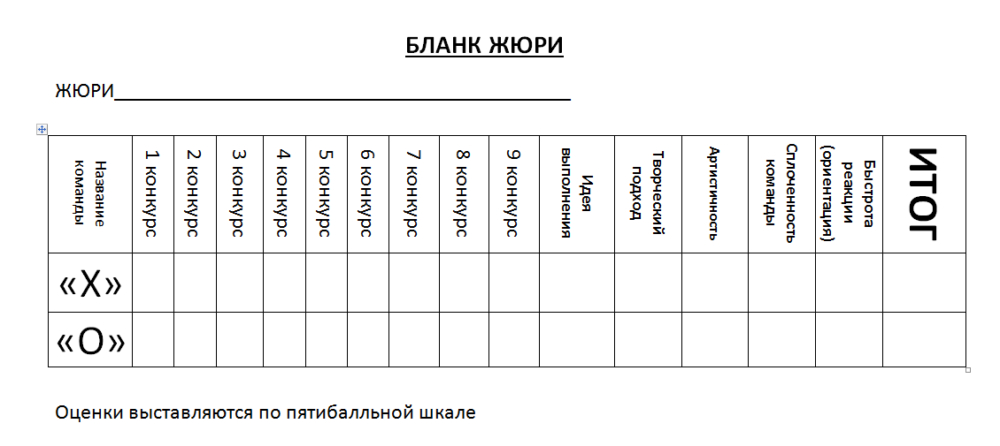 БЛАНК ЖЮРИ
ЖЮРИ___________________________________________
Название
команды
1 конкурс
2 конкурс
3 конкурс
4 конкурс
5 конкурс
6 конкурс
7 конкурс
8 конкурс
9 конкурс
Идея
выполнения
Творческий
подход
Артистичность
Сплоченность
команды
Быстрота
реакции
(ориентация)
ИТОГ
«Х»
«О»
Оценки выставляются по пятибалльной шкале